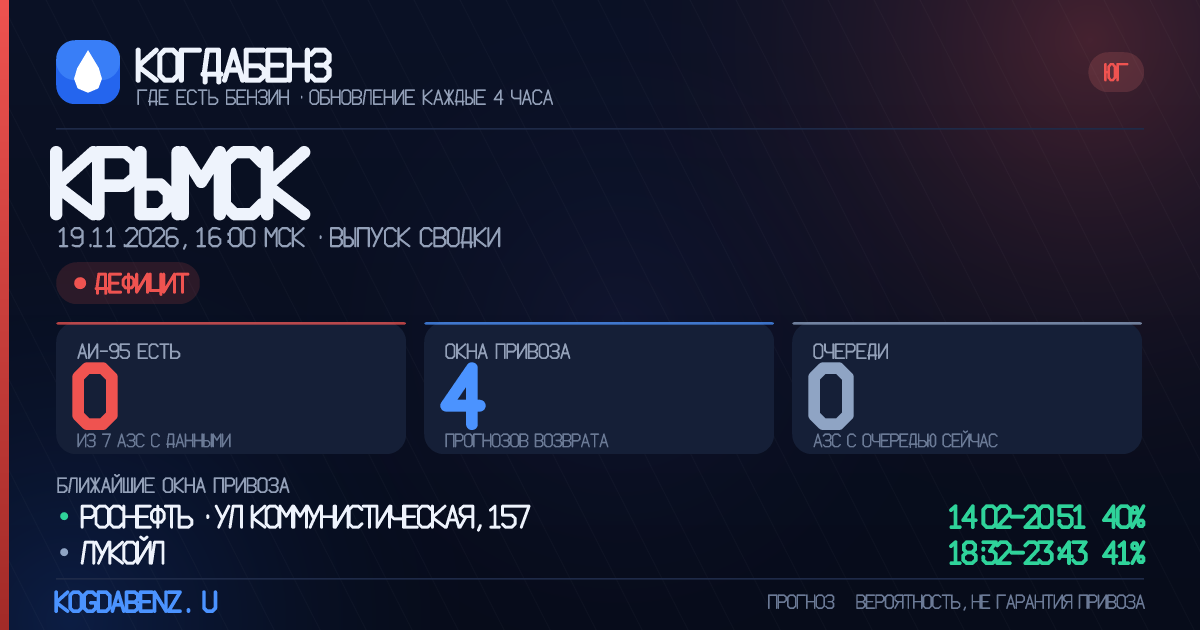 КОГДАБЕНЗ
ГДЕ ЕСТЬ БЕНЗИН · ОБНОВЛЕНИЕ КАЖДЫЕ 4 ЧАСА
ЮГ
КРЫМСК
19.11.2026, 16:00 МСК · ВЫПУСК СВОДКИ
• ДЕФИЦИТ
АИ-95 ЕСТЬ
0
ИЗ 7 АЗС С ДАННЫМИ
ОКНА ПРИВОЗА
4
ПРОГНОЗОВ ВОЗВРАТА
ОЧЕРЕДИ
0
АЗС С ОЧЕРЕДЬЮ СЕЙЧАС
БЛИЖАЙШИЕ ОКНА ПРИВОЗА
• РОСНЕФТЬ · УЛ КОММУНИСТИЧЕСКАЯ, 157 14:02–20:51 40%
• ЛУКОЙЛ 18:32–23:43 41%
KOGDABENZ. U
ПРОГНОЗ ВЕРОЯТНОСТЬ, НЕ ГАРАНТИЯ ПРИВОЗА